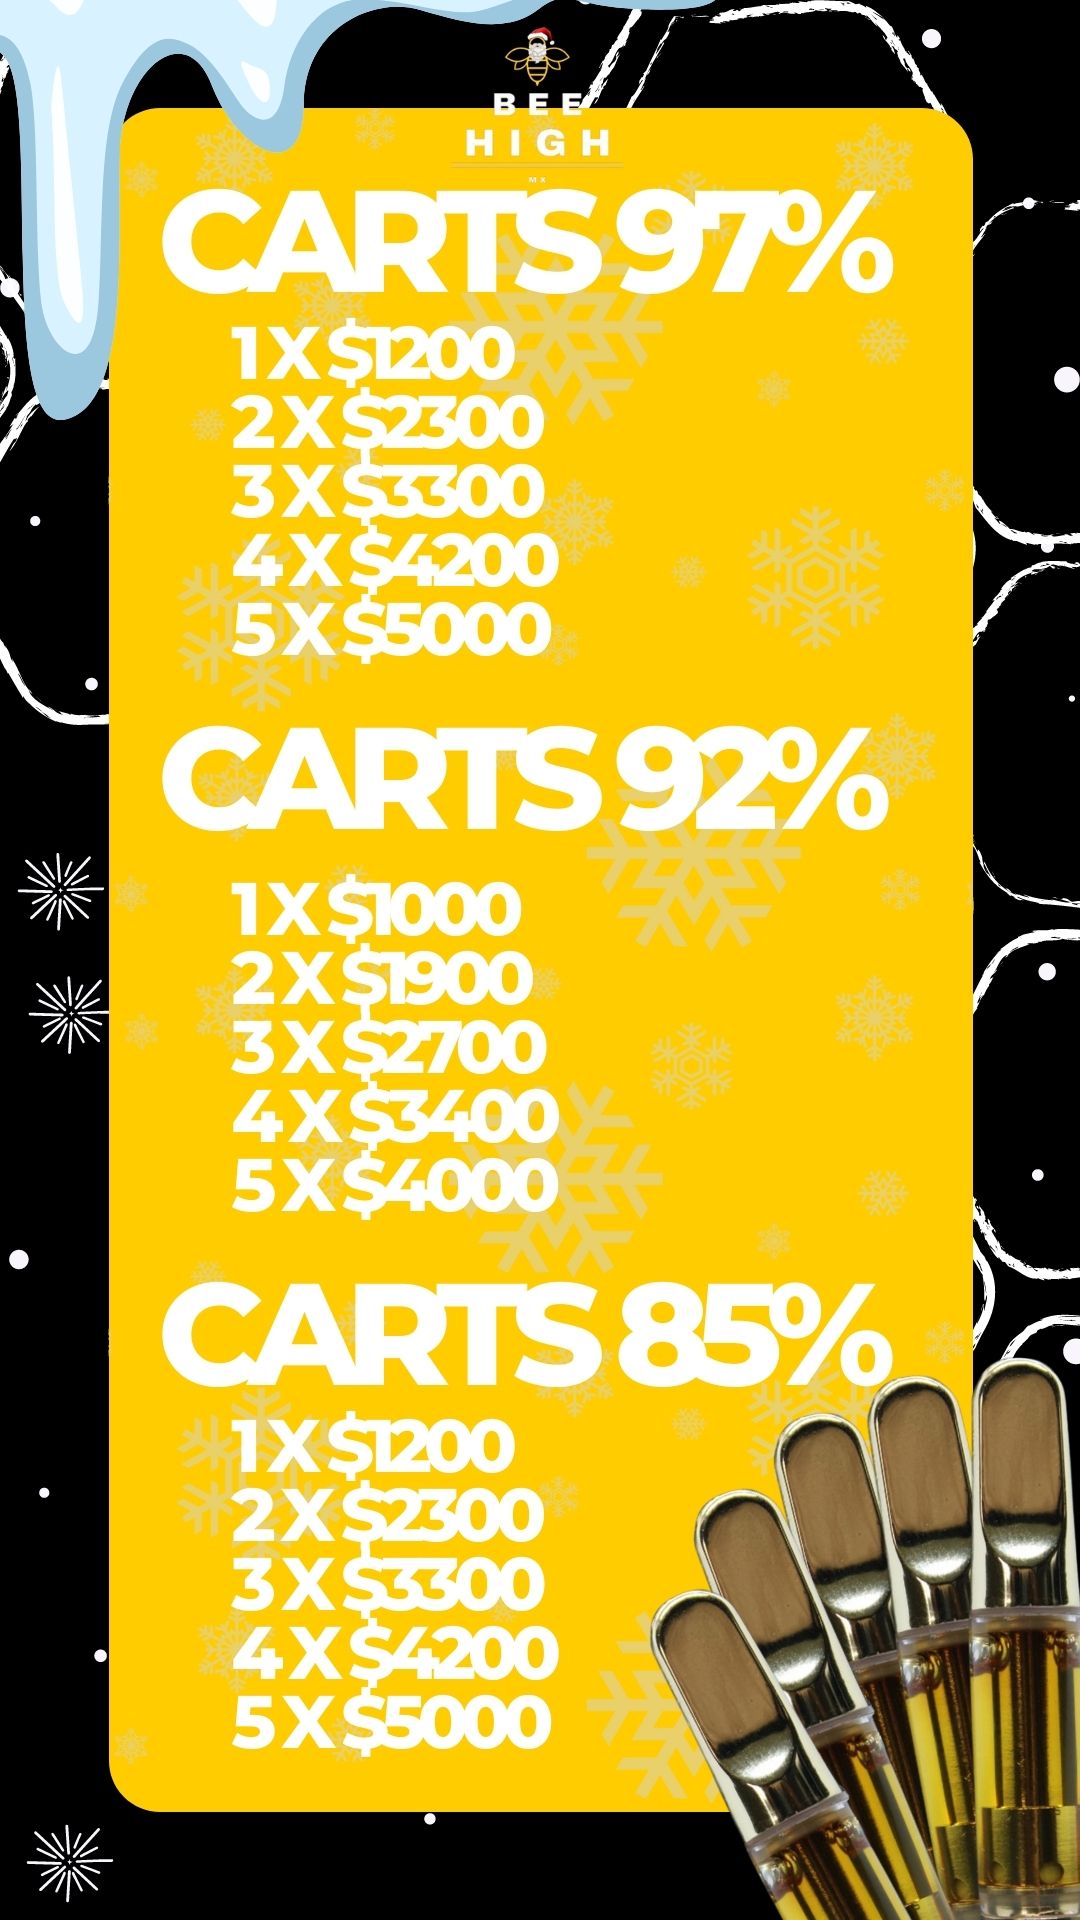 BEE
HIGH
MX
CARTS 97%
1 X $1200
2 X $2300
3 X $3300
4 X $4200
5 X $5000
CARTS 92%
1 X $1000
2 X $1900
3 X $2700
4 X $3400
5 X $4000
CARTS 85%
1 X $1200
2 X $2300
3 X $3300
4 X $4200
5 X $5000